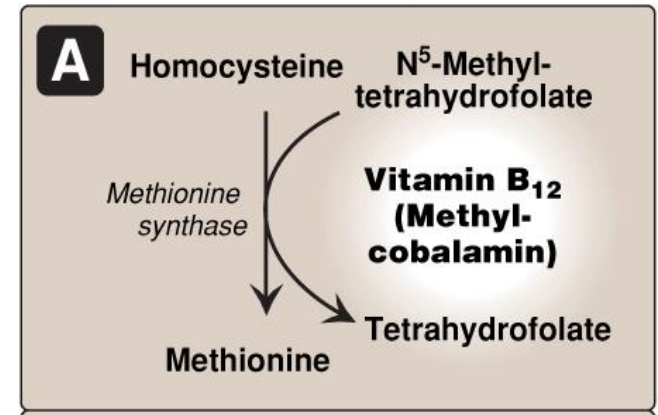 A
Homocysteine
N⁵-Methyl-
tetrahydrofolate
Methionine
synthase
Vitamin B₁₂
(Methyl-
cobalamin)
Tetrahydrofolate
Methionine